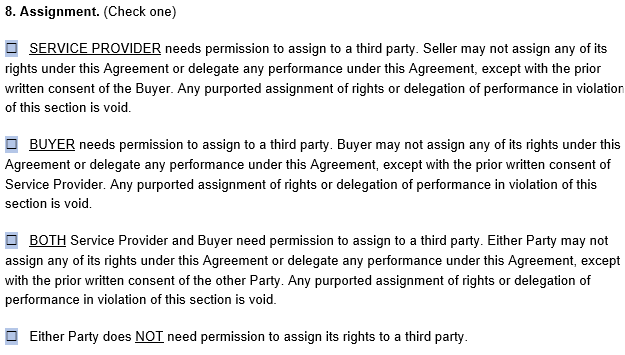 8. Assignment. (Check one)
☐ SERVICE PROVIDER needs permission to assign to a third party. Seller may not assign any of its
rights under this Agreement or delegate any performance under this Agreement, except with the prior
written consent of the Buyer. Any purported assignment of rights or delegation of performance in violation
of this section is void.
☐ BUYER needs permission to assign to a third party. Buyer may not assign any of its rights under this
Agreement or delegate any performance under this Agreement, except with the prior written consent of
Service Provider. Any purported assignment of rights or delegation of performance in violation of this
section is void.
☐ BOTH Service Provider and Buyer need permission to assign to a third party. Either Party may not
assign any of its rights under this Agreement or delegate any performance under this Agreement, except
with the prior written consent of the other Party. Any purported assignment of rights or delegation of
performance in violation of this section is void.
☐ Either Party does NOT need permission to assign its rights to a third party.